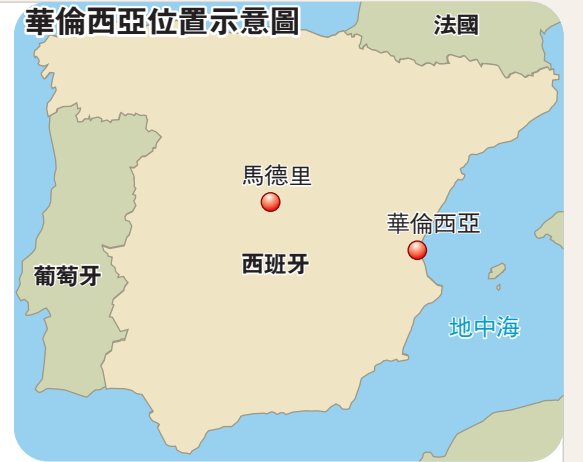 華倫西亞位置示意圖
法國
馬德里
華倫西亞
西班牙
葡萄牙
地中海